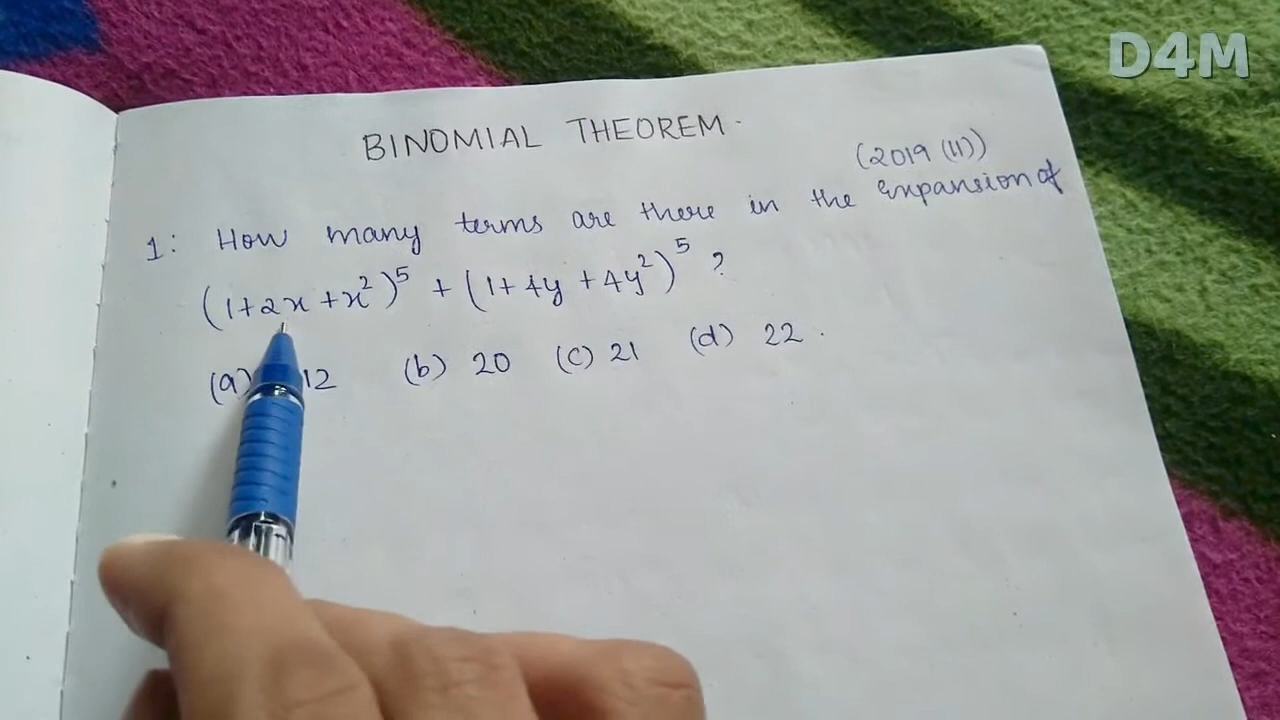 D4M
BINOMIAL THEOREM.
(2019 (II))
1: How many terms are there in the expansion of
(1+2x+x²)⁵ + (1+4y+4y²)⁵ ?
(a) 12 (b) 20 (c) 21 (d) 22.